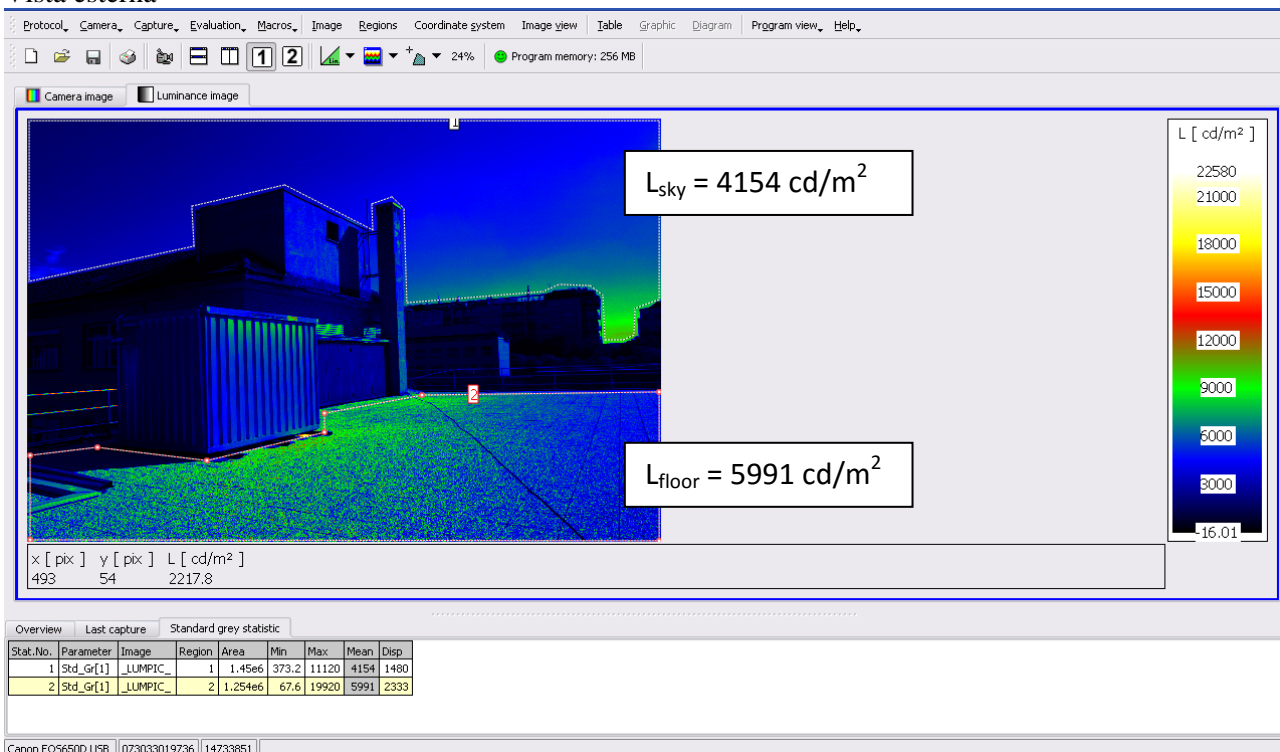 Vista esterna
Protocol Camera Capture Evaluation Macros Image Regions Coordinate system Image view Table Graphic Diagram Program view Help
1 2 24% Program memory: 256 MB
Camera image Luminance image
1
L [ cd/m² ]
22580
21000
18000
15000
12000
9000
6000
3000
-16.01
Lsky = 4154 cd/m²
2
Lfloor = 5991 cd/m²
x [ pix ] y [ pix ] L [ cd/m² ]
493 54 2217.8
Overview Last capture Standard grey statistic
Stat.No. Parameter Image Region Area Min Max Mean Disp
1 Std_Gr[1] _LUMPIC_ 1 1.45e6 373.2 11120 4154 1480
2 Std_Gr[1] _LUMPIC_ 2 1.254e6 67.6 19920 5991 2333
Canon EOS650D USB 073033019736 14733851